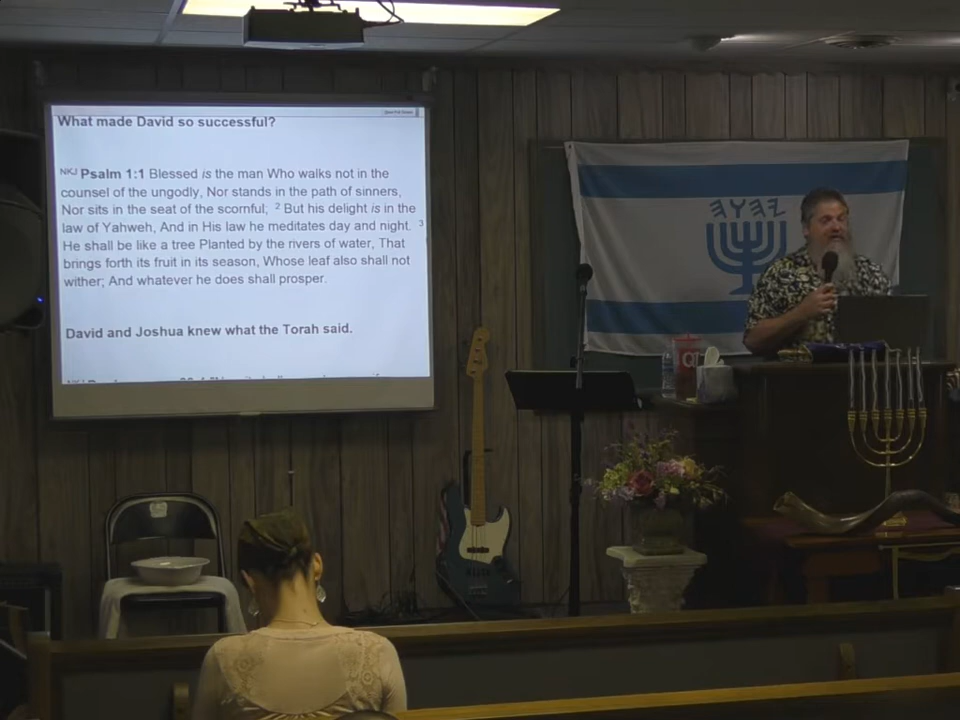 What made David so successful?
NKJ Psalm 1:1 Blessed is the man Who walks not in the
counsel of the ungodly, Nor stands in the path of sinners,
Nor sits in the seat of the scornful; 2 But his delight is in the
law of Yahweh, And in His law he meditates day and night. 3
He shall be like a tree Planted by the rivers of water, That
brings forth its fruit in its season, Whose leaf also shall not
wither; And whatever he does shall prosper.
David and Joshua knew what the Torah said.
𐤉𐤄𐤅𐤄
QT